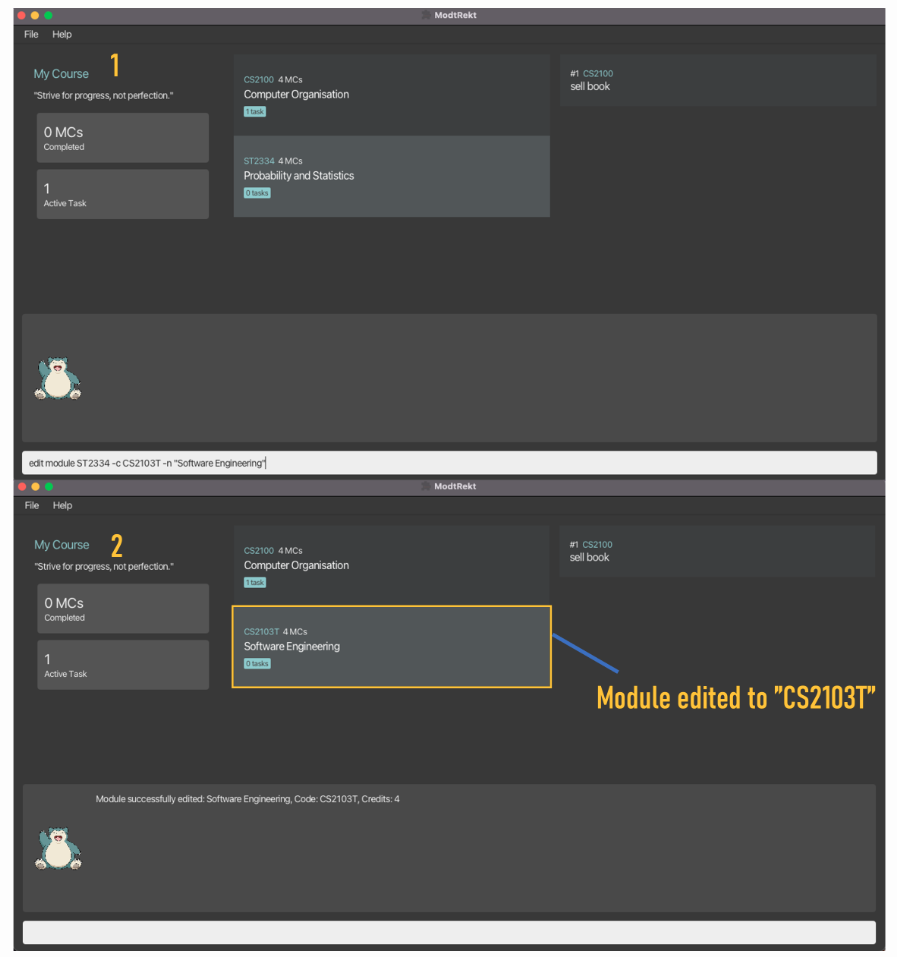 ModtRekt
File Help
My Course 1
"Strive for progress, not perfection."
0 MCs
Completed
1
Active Task
CS2100 4 MCs
Computer Organisation
1 task
ST2334 4 MCs
Probability and Statistics
0 tasks
#1 CS2100
sell book
edit module ST2334 -c CS2103T -n "Software Engineering"
ModtRekt
File Help
My Course 2
"Strive for progress, not perfection."
0 MCs
Completed
1
Active Task
CS2100 4 MCs
Computer Organisation
1 task
CS2103T 4 MCs
Software Engineering
0 tasks
#1 CS2100
sell book
Module edited to "CS2103T"
Module successfully edited: Software Engineering, Code: CS2103T, Credits: 4